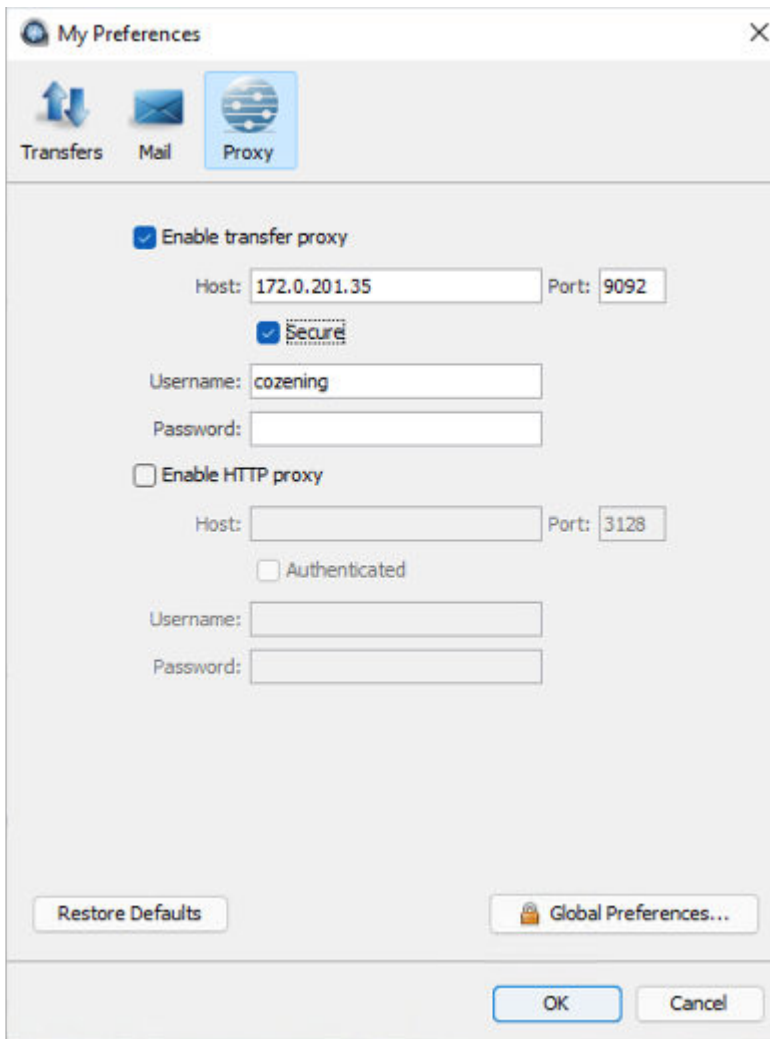 My Preferences
Transfers Mail Proxy
Enable transfer proxy
Host: 172.0.201.35 Port: 9092
Secure
Username: cozening
Password:
Enable HTTP proxy
Host: Port: 3128
Authenticated
Username:
Password:
Restore Defaults Global Preferences...
OK Cancel